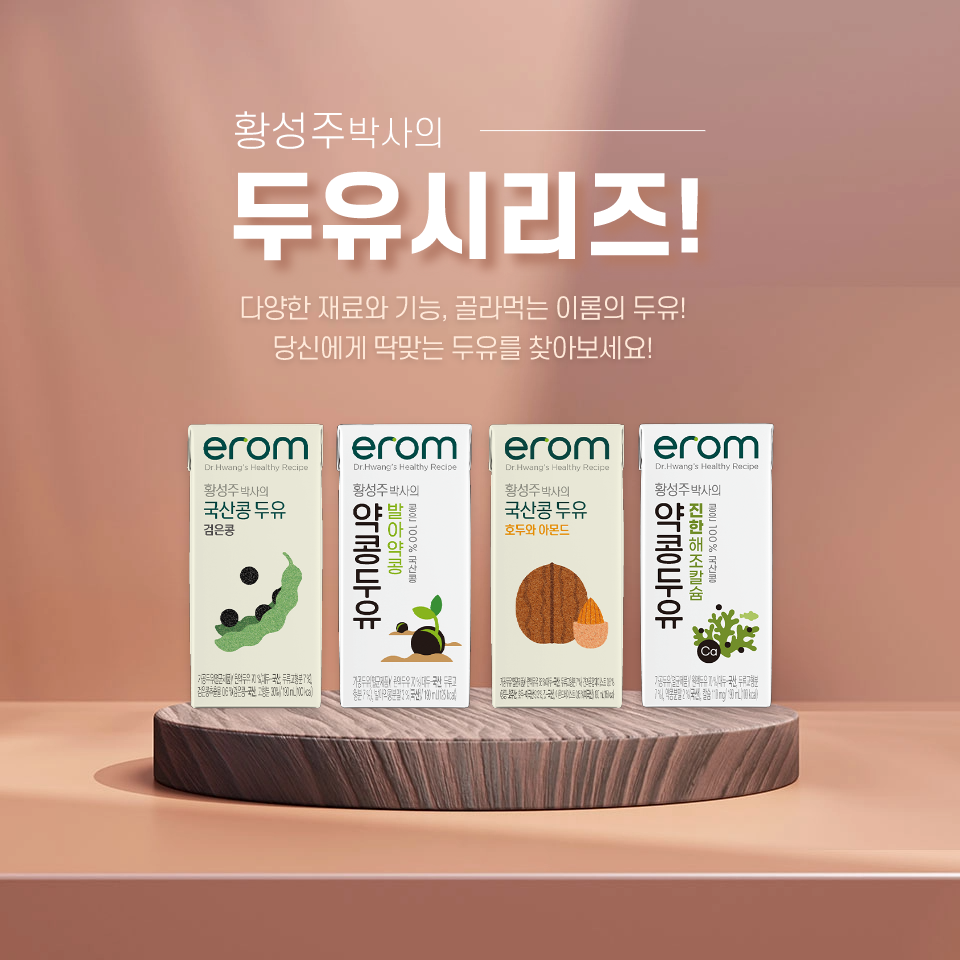 황성주박사의
두유시리즈!
다양한 재료와 기능, 골라먹는 이롬의 두유!
당신에게 딱맞는 두유를 찾아보세요!
erom
Dr.Hwang's Healthy Recipe
황성주 박사의
국산콩 두유
검은콩
erom
Dr.Hwang's Healthy Recipe
황성주 박사의
약콩두유
발아약콩
콩은 100% 국산콩
erom
Dr.Hwang's Healthy Recipe
황성주 박사의
국산콩 두유
호두와 아몬드
erom
Dr.Hwang's Healthy Recipe
황성주 박사의
약콩두유
진한해조칼슘
콩은 100% 국산콩
Ca